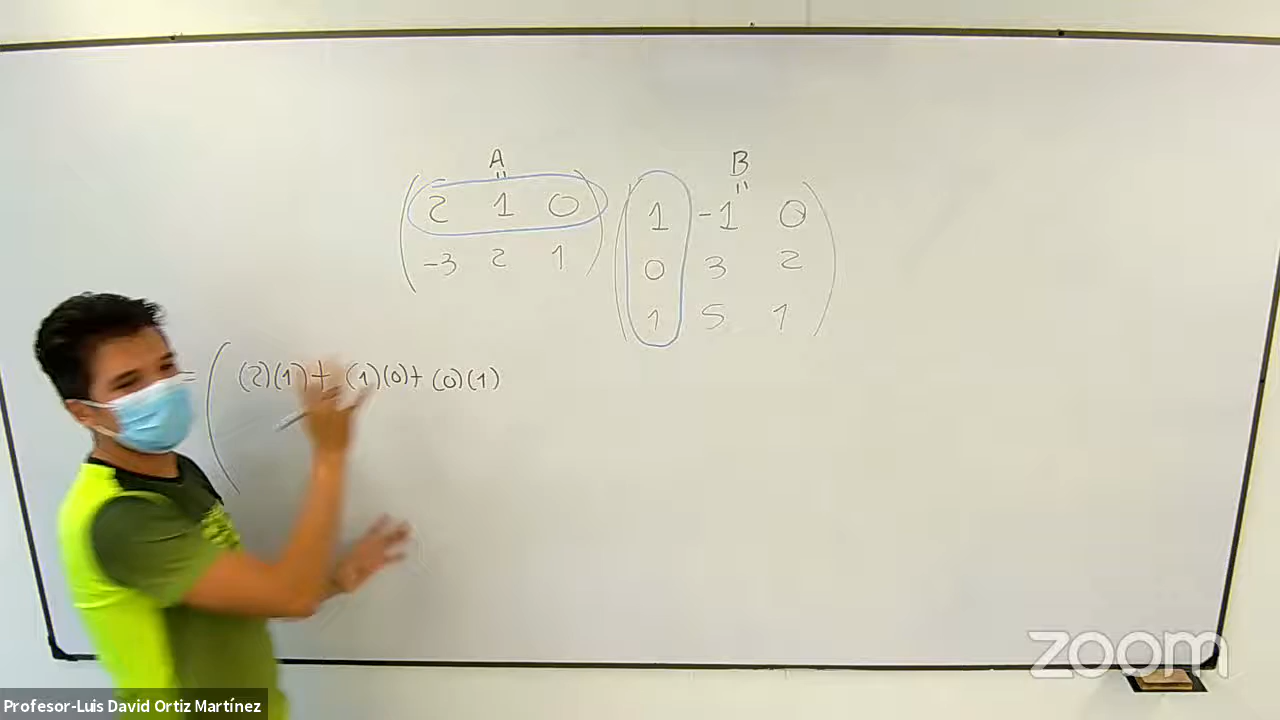 A B
= =
2 1 0 1 -1 0
-3 2 1 0 3 2
1 5 1
= ( (2)(1) + (1)(0) + (0)(1)
zoom
Profesor-Luis David Ortiz Martínez